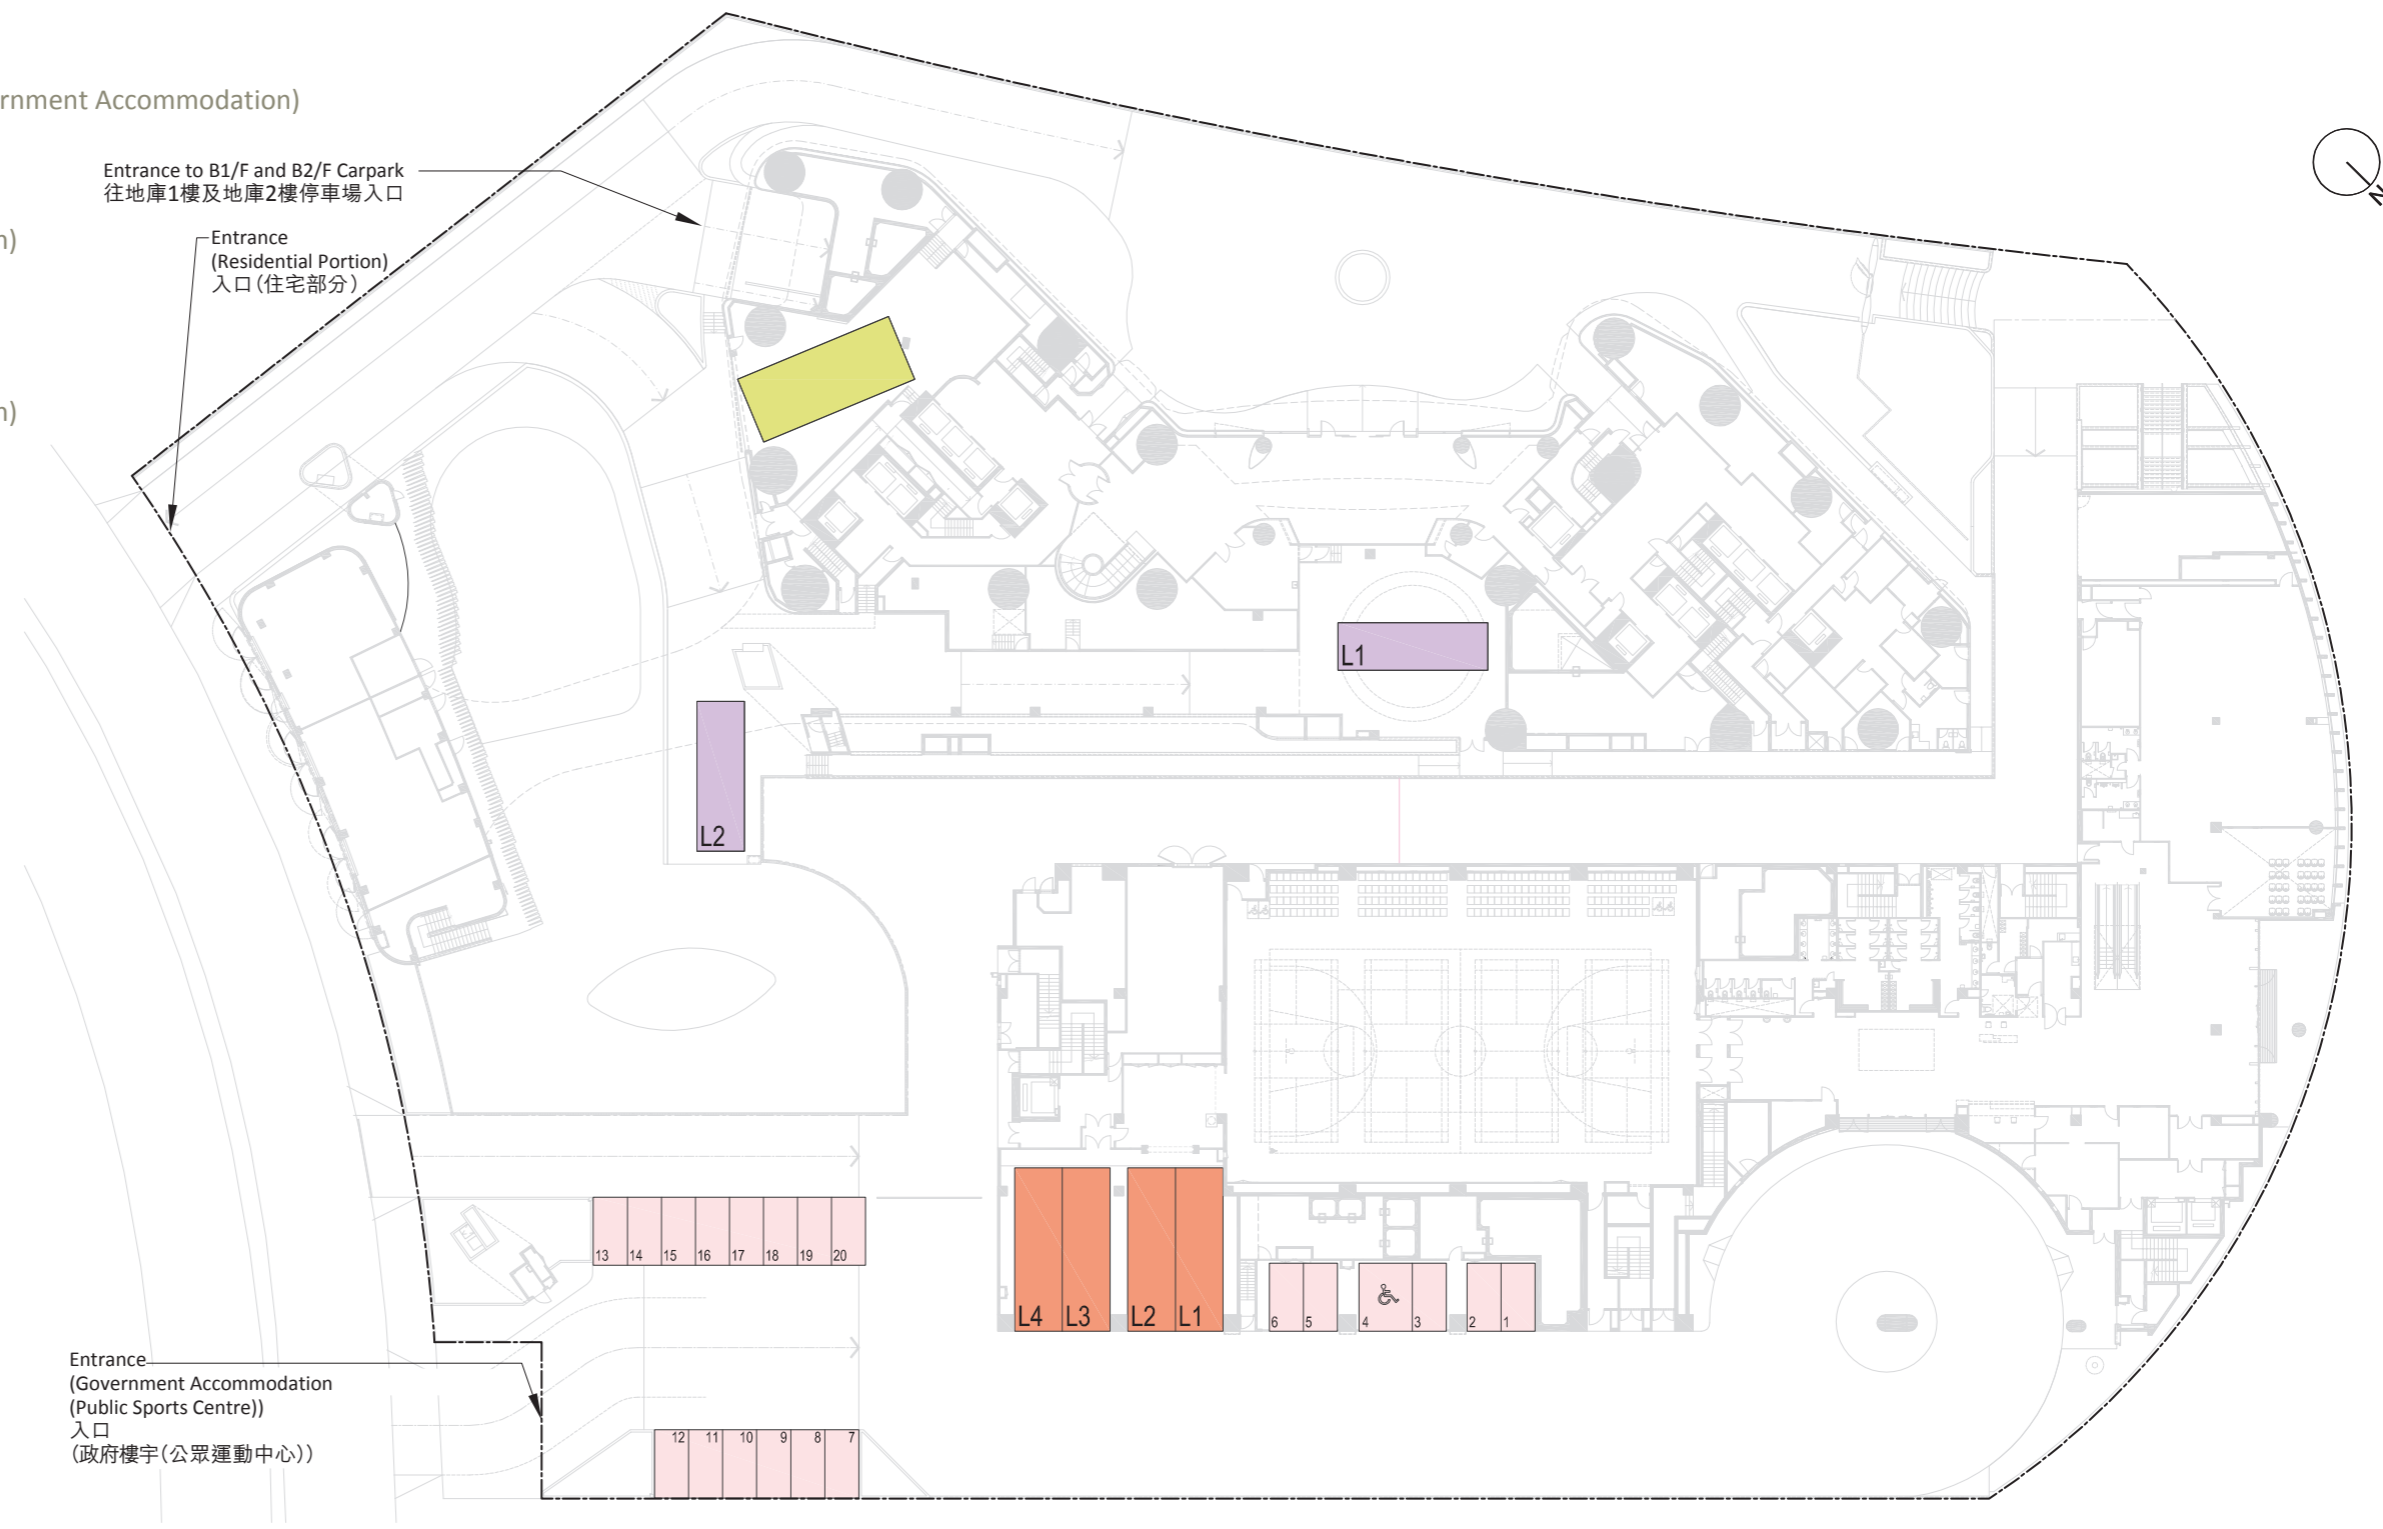 rnment Accommodation)
Entrance to B1/F and B2/F Carpark
往地庫1樓及地庫2樓停車場入口
n)
Entrance
(Residential Portion)
入口(住宅部分)
n)
N
L1
L2
13 14 15 16 17 18 19 20
L4 L3 L2 L1
6 5 4 3 2 1
Entrance
(Government Accommodation
(Public Sports Centre))
入口
(政府樓宇(公眾運動中心))
12 11 10 9 8 7